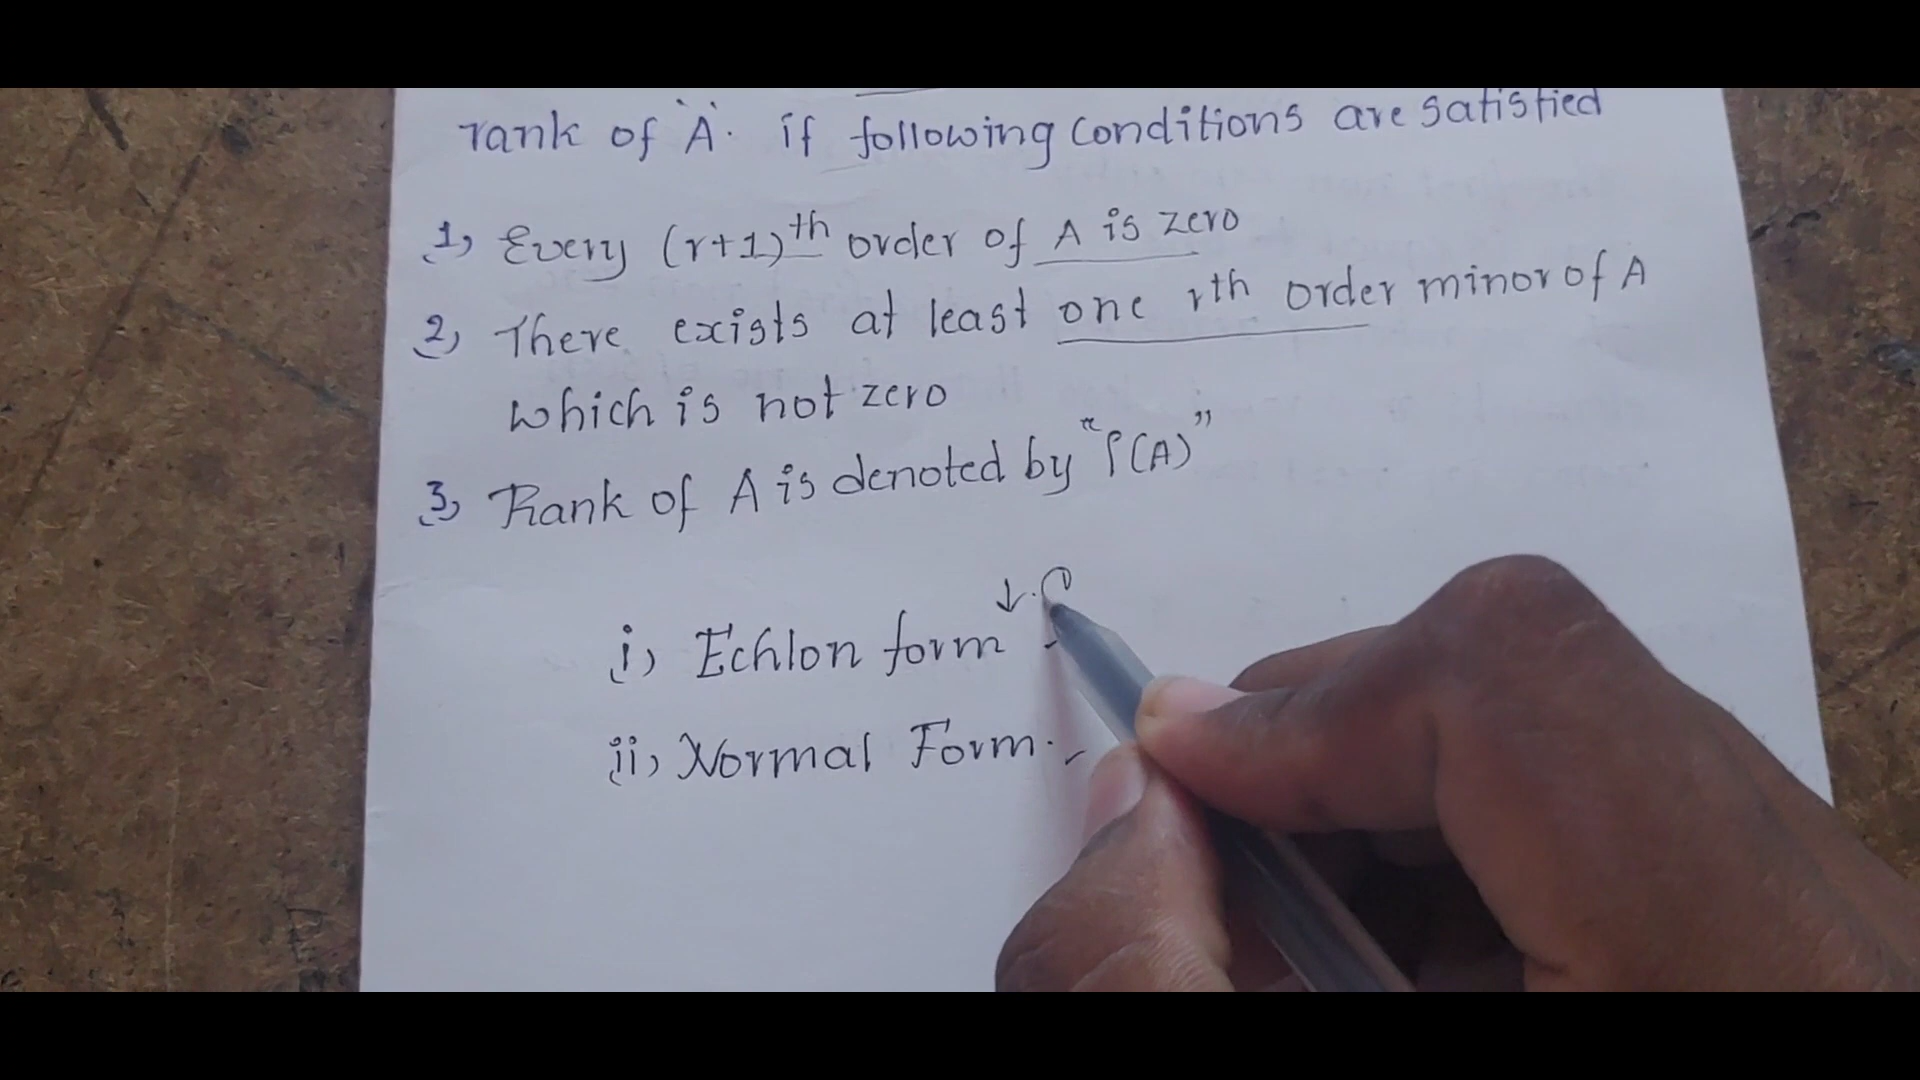 rank of 'A'. if following conditions are satisfied
1) Every (r+1)th order of A is zero
2) There exists at least one rth order minor of A
which is not zero
3) Rank of A is denoted by "ρ(A)"
i) Echlon form
ii) Normal Form.